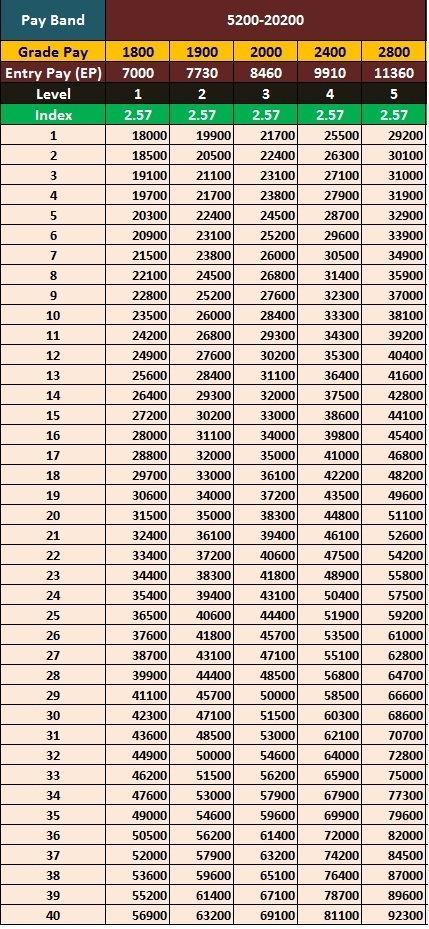 Pay Band 5200-20200
Grade Pay 1800 1900 2000 2400 2800
Entry Pay (EP) 7000 7730 8460 9910 11360
Level 1 2 3 4 5
Index 2.57 2.57 2.57 2.57 2.57
1 18000 19900 21700 25500 29200
2 18500 20500 22400 26300 30100
3 19100 21100 23100 27100 31000
4 19700 21700 23800 27900 31900
5 20300 22400 24500 28700 32900
6 20900 23100 25200 29600 33900
7 21500 23800 26000 30500 34900
8 22100 24500 26800 31400 35900
9 22800 25200 27600 32300 37000
10 23500 26000 28400 33300 38100
11 24200 26800 29300 34300 39200
12 24900 27600 30200 35300 40400
13 25600 28400 31100 36400 41600
14 26400 29300 32000 37500 42800
15 27200 30200 33000 38600 44100
16 28000 31100 34000 39800 45400
17 28800 32000 35000 41000 46800
18 29700 33000 36100 42200 48200
19 30600 34000 37200 43500 49600
20 31500 35000 38300 44800 51100
21 32400 36100 39400 46100 52600
22 33400 37200 40600 47500 54200
23 34400 38300 41800 48900 55800
24 35400 39400 43100 50400 57500
25 36500 40600 44400 51900 59200
26 37600 41800 45700 53500 61000
27 38700 43100 47100 55100 62800
28 39900 44400 48500 56800 64700
29 41100 45700 50000 58500 66600
30 42300 47100 51500 60300 68600
31 43600 48500 53000 62100 70700
32 44900 50000 54600 64000 72800
33 46200 51500 56200 65900 75000
34 47600 53000 57900 67900 77300
35 49000 54600 59600 69900 79600
36 50500 56200 61400 72000 82000
37 52000 57900 63200 74200 84500
38 53600 59600 65100 76400 87000
39 55200 61400 67100 78700 89600
40 56900 63200 69100 81100 92300